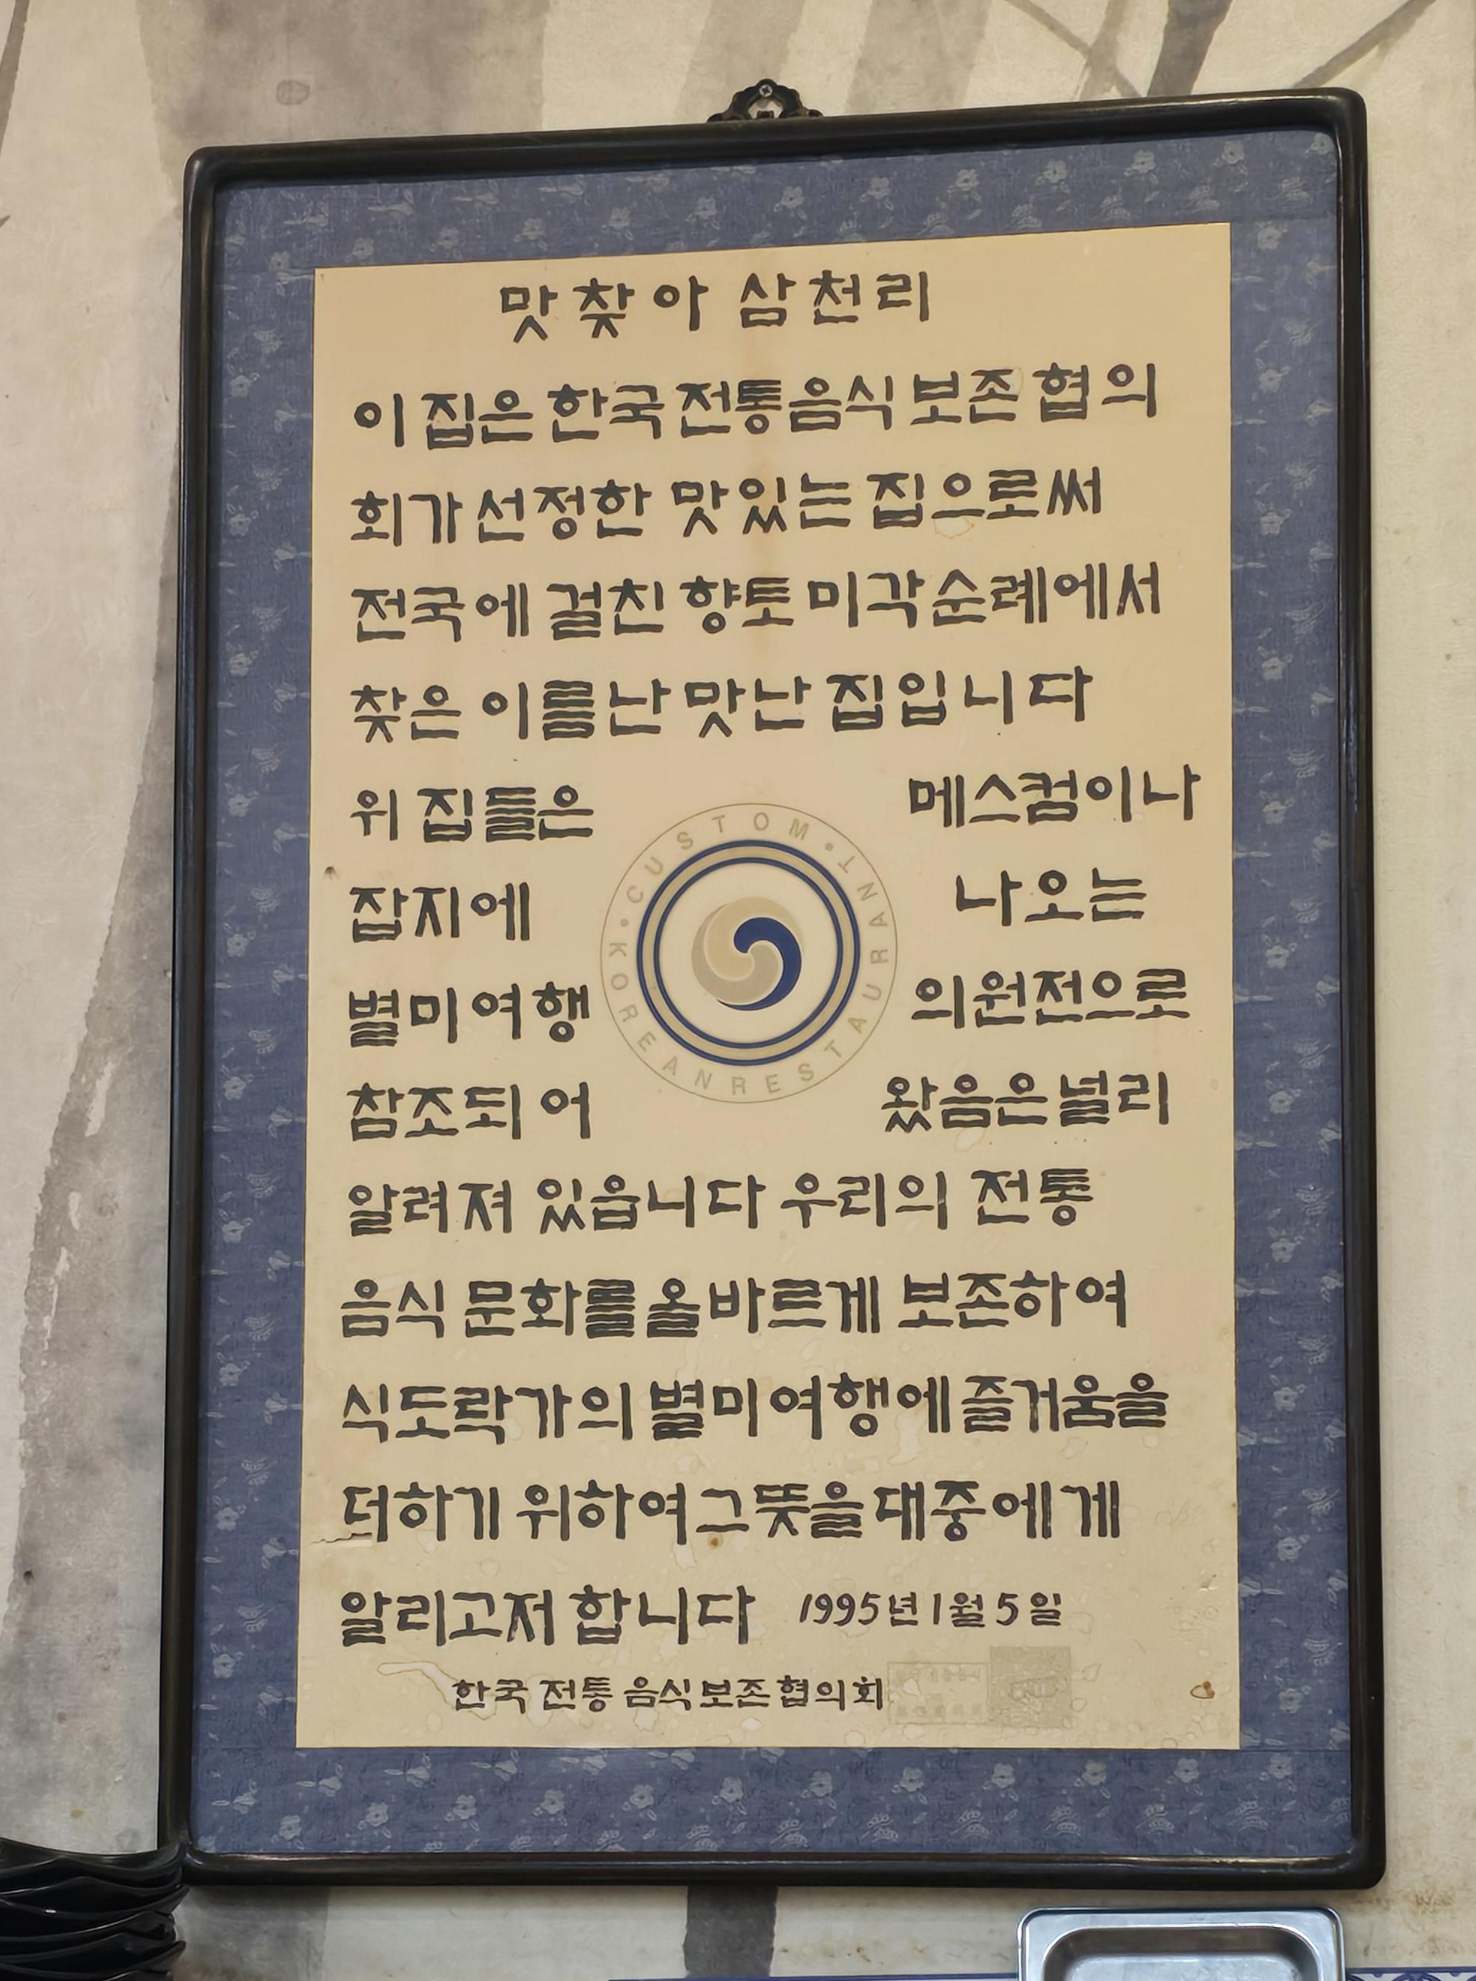 맛찾아 삼천리
이 집은 한국 전통음식 보존 협의
회가 선정한 맛있는 집으로써
전국에 걸친 향토 미각 순례에서
찾은 이름난 맛난 집입니다
위 집들은 메스컴이나
잡지에 나오는
별미여행 의원전으로
참조되어 왔음은 널리
알려져 있읍니다 우리의 전통
음식 문화를 올바르게 보존하여
식도락가의 별미여행에 즐거움을
더하기 위하여 그 뜻을 대중에게
알리고저 합니다 1995년 1월 5일
한국 전통 음식 보존 협의회
CUSTOM · KOREAN RESTAURANT ·